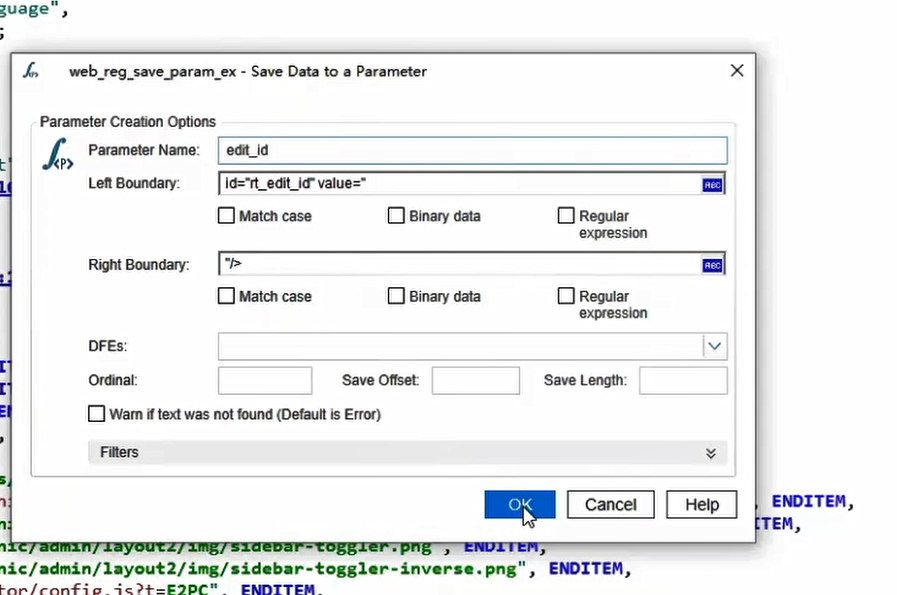 guage",
;
web_reg_save_param_ex - Save Data to a Parameter
Parameter Creation Options
Parameter Name: edit_id
Left Boundary: id="rt_edit_id" value="
ABC
Match case Binary data Regular expression
Right Boundary: "/>
ABC
Match case Binary data Regular expression
DFEs:
Ordinal: Save Offset: Save Length:
Warn if text was not found (Default is Error)
Filters
OK Cancel Help
, ENDITEM,
ITEM,
nic/admin/layout2/img/sidebar-toggler.png", ENDITEM,
nic/admin/layout2/img/sidebar-toggler-inverse.png", ENDITEM,
tor/config.js?t=E2PC", ENDITEM,